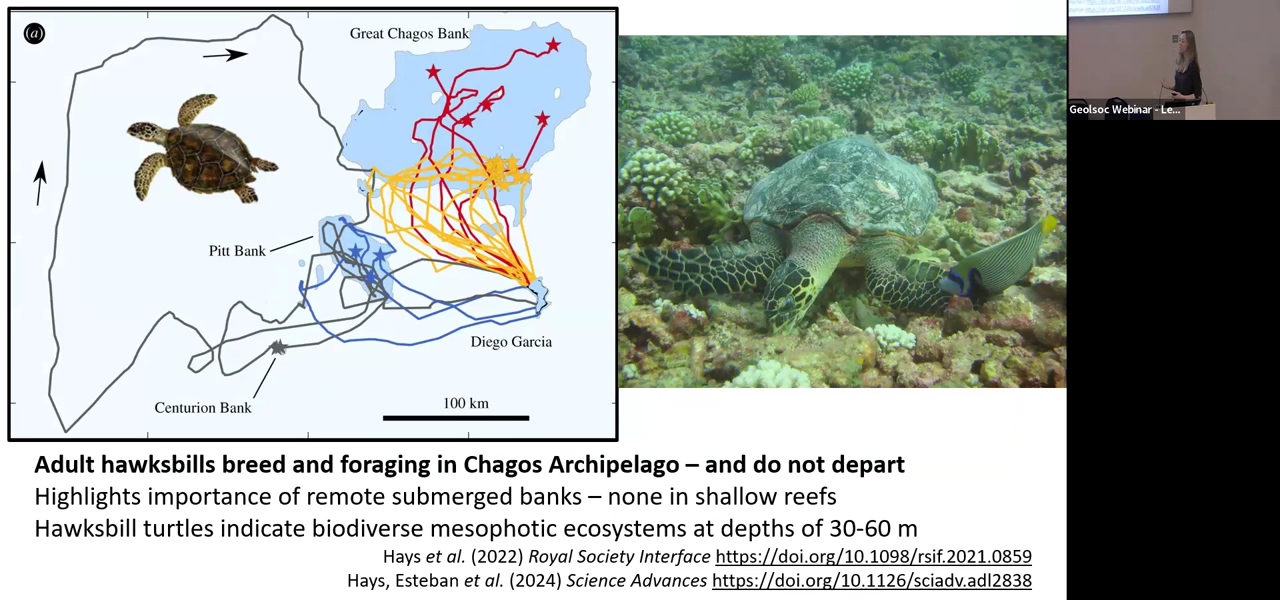 (a)
Great Chagos Bank
Pitt Bank
Diego Garcia
Centurion Bank
100 km
Geolsoc Webinar - Le...
Adult hawksbills breed and foraging in Chagos Archipelago – and do not depart
Highlights importance of remote submerged banks – none in shallow reefs
Hawksbill turtles indicate biodiverse mesophotic ecosystems at depths of 30-60 m
Hays et al. (2022) Royal Society Interface https://doi.org/10.1098/rsif.2021.0859
Hays, Esteban et al. (2024) Science Advances https://doi.org/10.1126/sciadv.adl2838